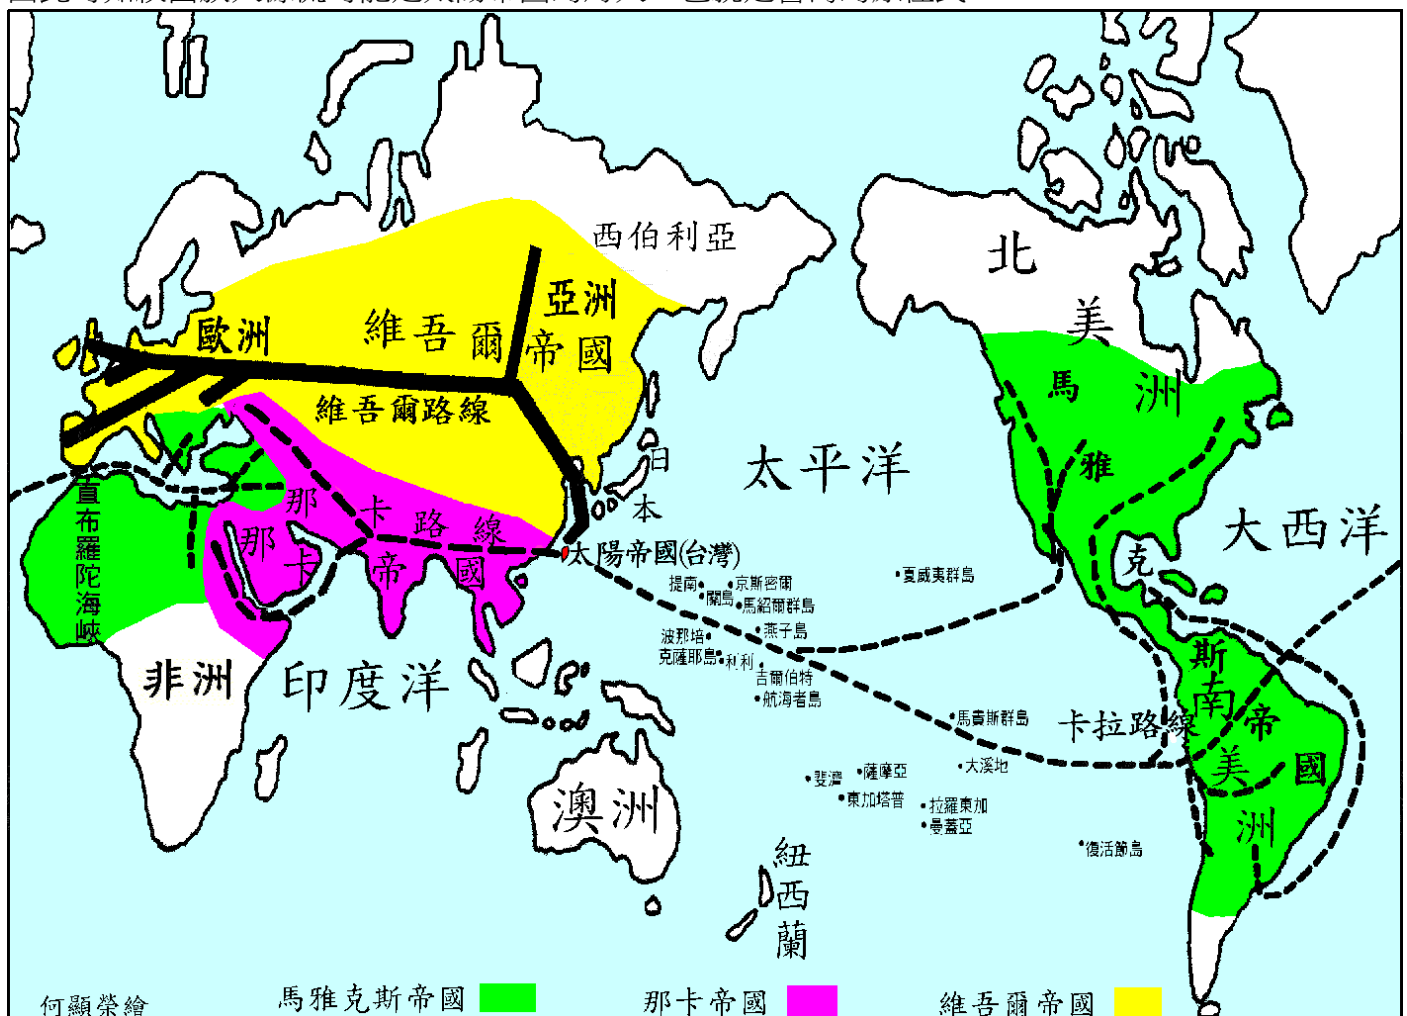 西伯利亞
北美洲
歐洲
亞洲
維吾爾帝國
維吾爾路線
馬雅克斯帝國
日本
太平洋
大西洋
直布羅陀海峽
那卡路線
那卡帝國
太陽帝國(台灣)
提南
京斯密爾
關島
馬紹爾群島
夏威夷群島
燕子島
波那培
克薩耶島
利利
吉爾伯特
航海者島
非洲
印度洋
馬貴斯群島
卡拉路線
南美洲
斐濟
薩摩亞
大溪地
東加塔普
拉羅東加
曼蓋亞
澳洲
復活節島
紐西蘭
何顯榮繪
馬雅克斯帝國
那卡帝國
維吾爾帝國